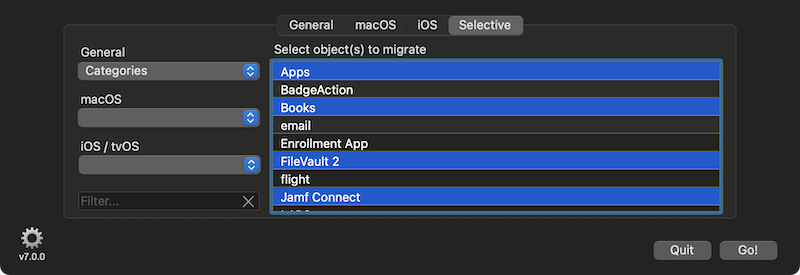 General macOS iOS Selective
General
Categories
macOS
iOS / tvOS
Filter...
Select object(s) to migrate
Apps
BadgeAction
Books
email
Enrollment App
FileVault 2
flight
Jamf Connect
v7.0.0
Quit Go!